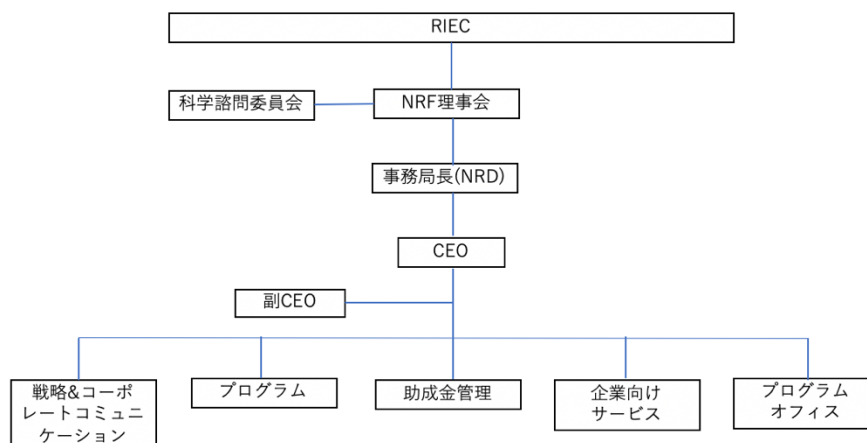 RIEC
科学諮問委員会
NRF理事会
事務局長(NRD)
CEO
副CEO
戦略&コーポ
レートコミュニ
ケーション
プログラム
助成金管理
企業向け
サービス
プログラム
オフィス